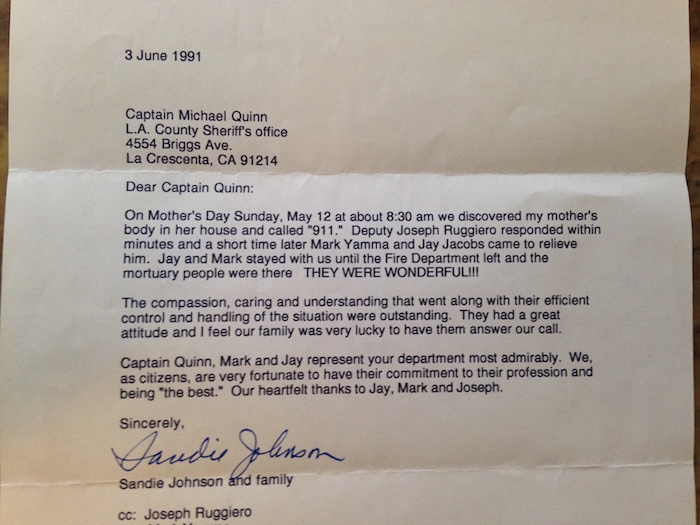 3 June 1991
Captain Michael Quinn
L.A. County Sheriff's office
4554 Briggs Ave.
La Crescenta, CA 91214
Dear Captain Quinn:
On Mother's Day Sunday, May 12 at about 8:30 am we discovered my mother's
body in her house and called "911." Deputy Joseph Ruggiero responded within
minutes and a short time later Mark Yamma and Jay Jacobs came to relieve
him. Jay and Mark stayed with us until the Fire Department left and the
mortuary people were there THEY WERE WONDERFUL!!!
The compassion, caring and understanding that went along with their efficient
control and handling of the situation were outstanding. They had a great
attitude and I feel our family was very lucky to have them answer our call.
Captain Quinn, Mark and Jay represent your department most admirably. We,
as citizens, are very fortunate to have their commitment to their profession and
being "the best." Our heartfelt thanks to Jay, Mark and Joseph.
Sincerely,
Sandie Johnson
Sandie Johnson and family
cc: Joseph Ruggiero